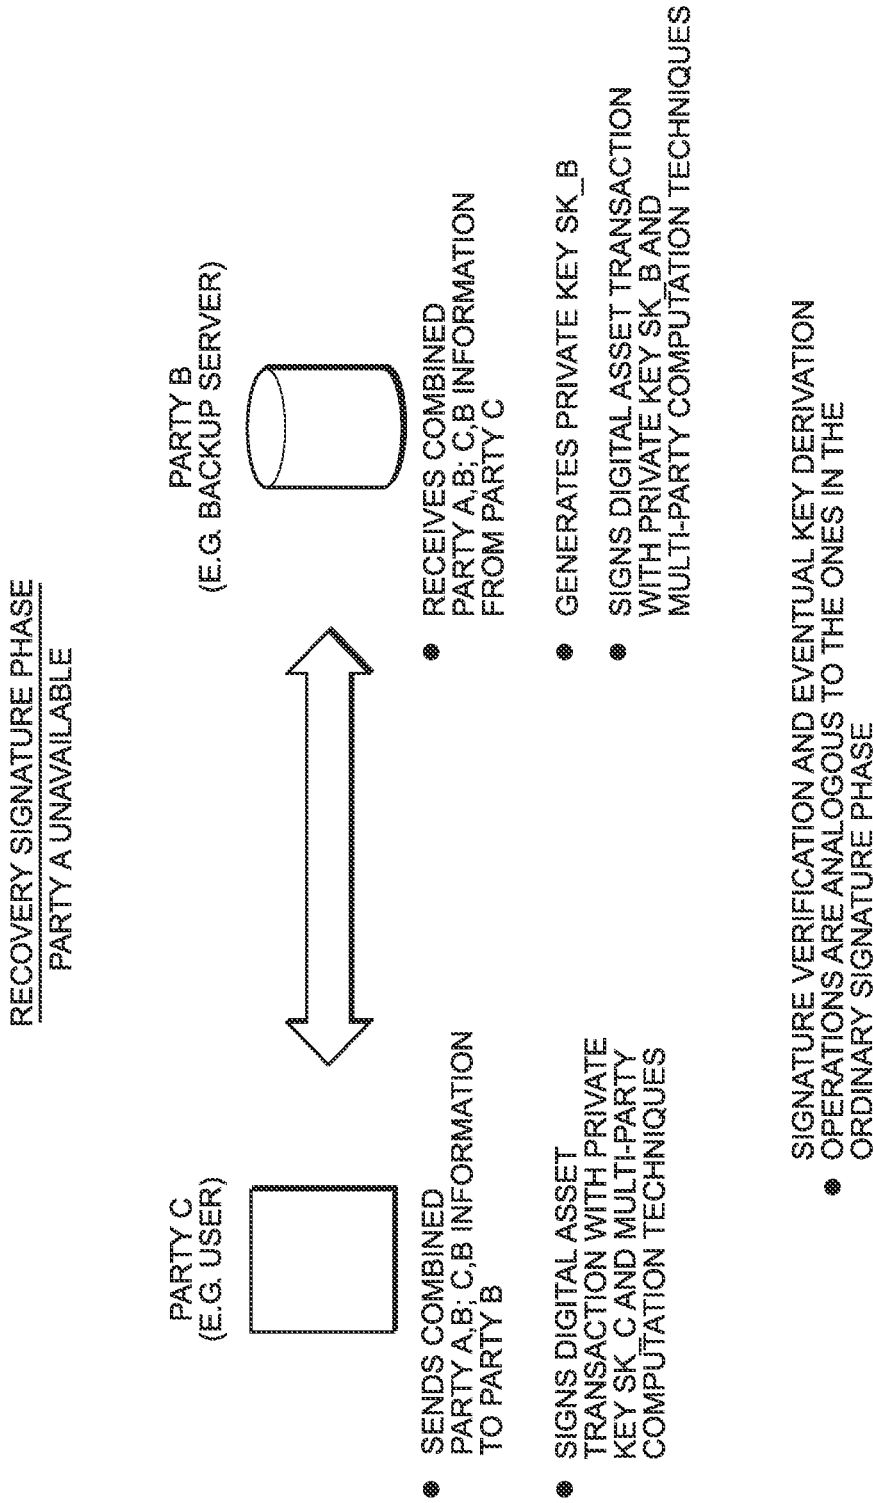 RECOVERY SIGNATURE PHASE
PARTY A UNAVAILABLE
PARTY C
(E.G. USER)
PARTY B
(E.G. BACKUP SERVER)
● SENDS COMBINED
PARTY A,B; C,B INFORMATION
TO PARTY B
● SIGNS DIGITAL ASSET
TRANSACTION WITH PRIVATE
KEY SK_C AND MULTI-PARTY
COMPUTATION TECHNIQUES
● RECEIVES COMBINED
PARTY A,B; C,B INFORMATION
FROM PARTY C
● GENERATES PRIVATE KEY SK_B
● SIGNS DIGITAL ASSET TRANSACTION
WITH PRIVATE KEY SK_B AND
MULTI-PARTY COMPUTATION TECHNIQUES
SIGNATURE VERIFICATION AND EVENTUAL KEY DERIVATION
● OPERATIONS ARE ANALOGOUS TO THE ONES IN THE
ORDINARY SIGNATURE PHASE